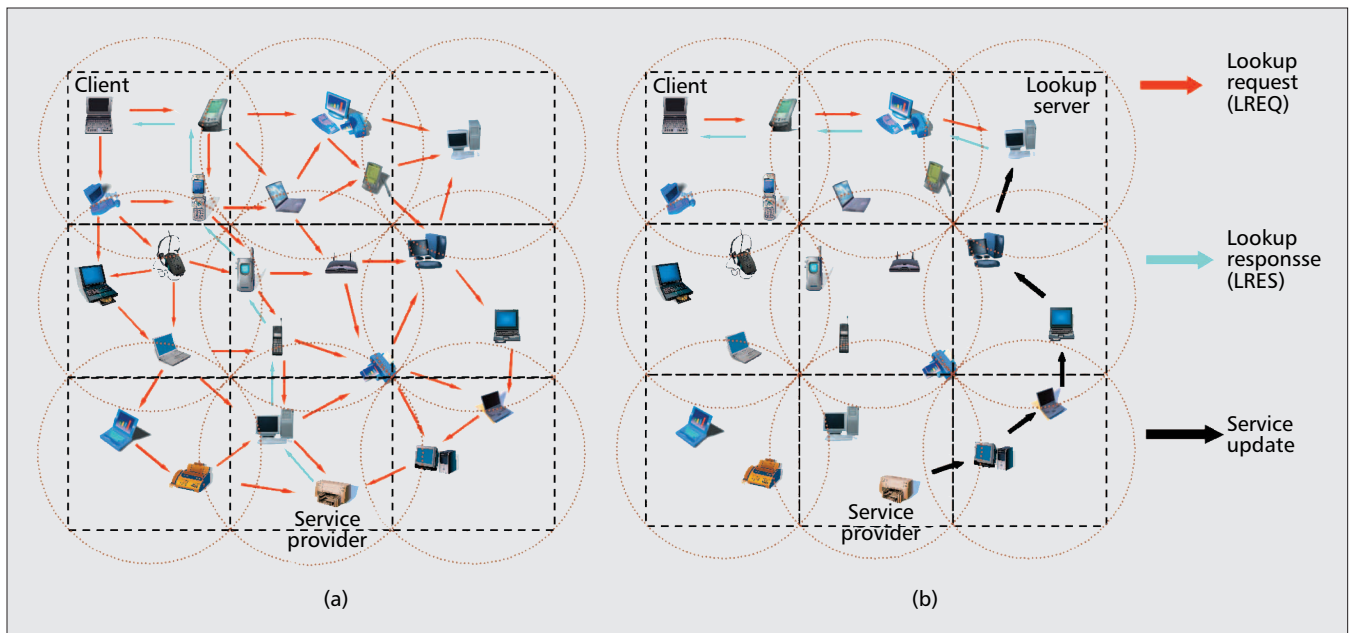 Client
Service
provider
(a)
Client
Lookup
server
Service
provider
(b)
Lookup
request
(LREQ)
Lookup
responsse
(LRES)
Service
update